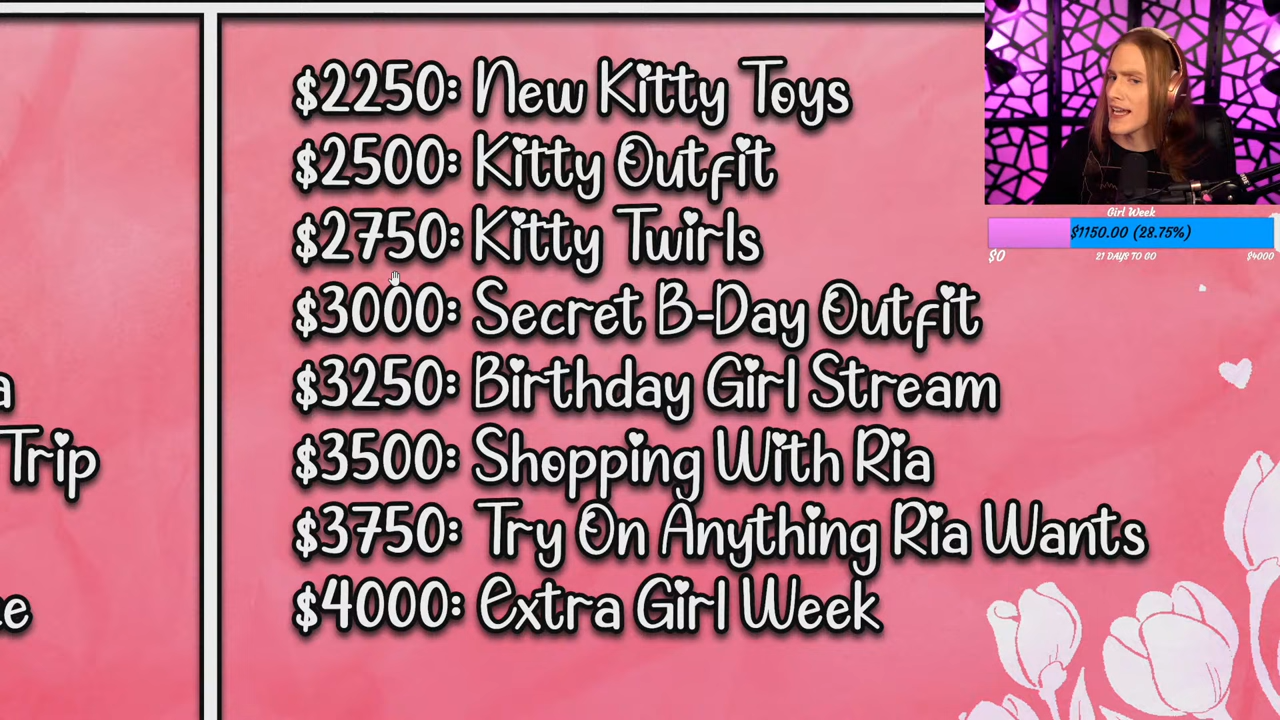 $2250: New Kitty Toys
$2500: Kitty Outfit
$2750: Kitty Twirls
$3000: Secret B-Day Outfit
$3250: Birthday Girl Stream
$3500: Shopping With Ria
$3750: Try On Anything Ria Wants
$4000: Extra Girl Week
a
Trip
Girl Week
$1150.00 (28.75%)
$0
21 DAYS TO GO
$4000